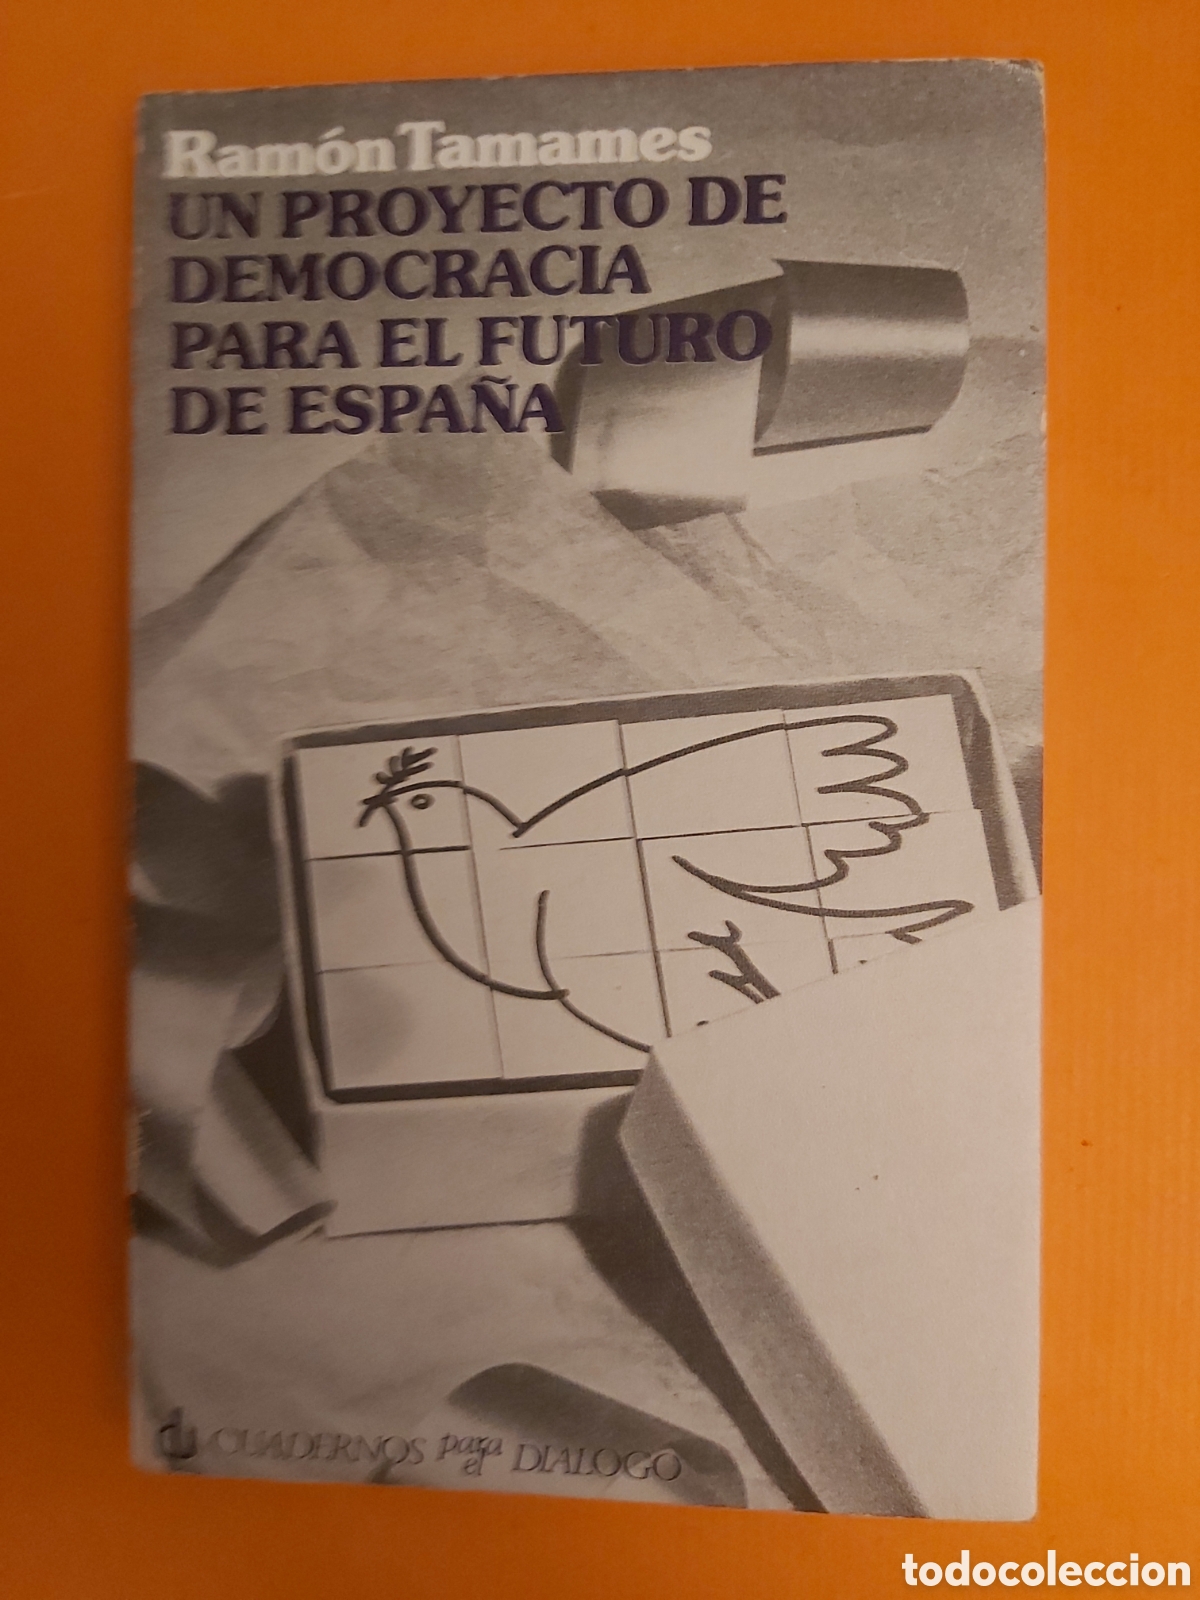 Ramón Tamames
UN PROYECTO DE
DEMOCRACIA
PARA EL FUTURO
DE ESPAÑA
CUADERNOS para el DIALOGO
todocoleccion